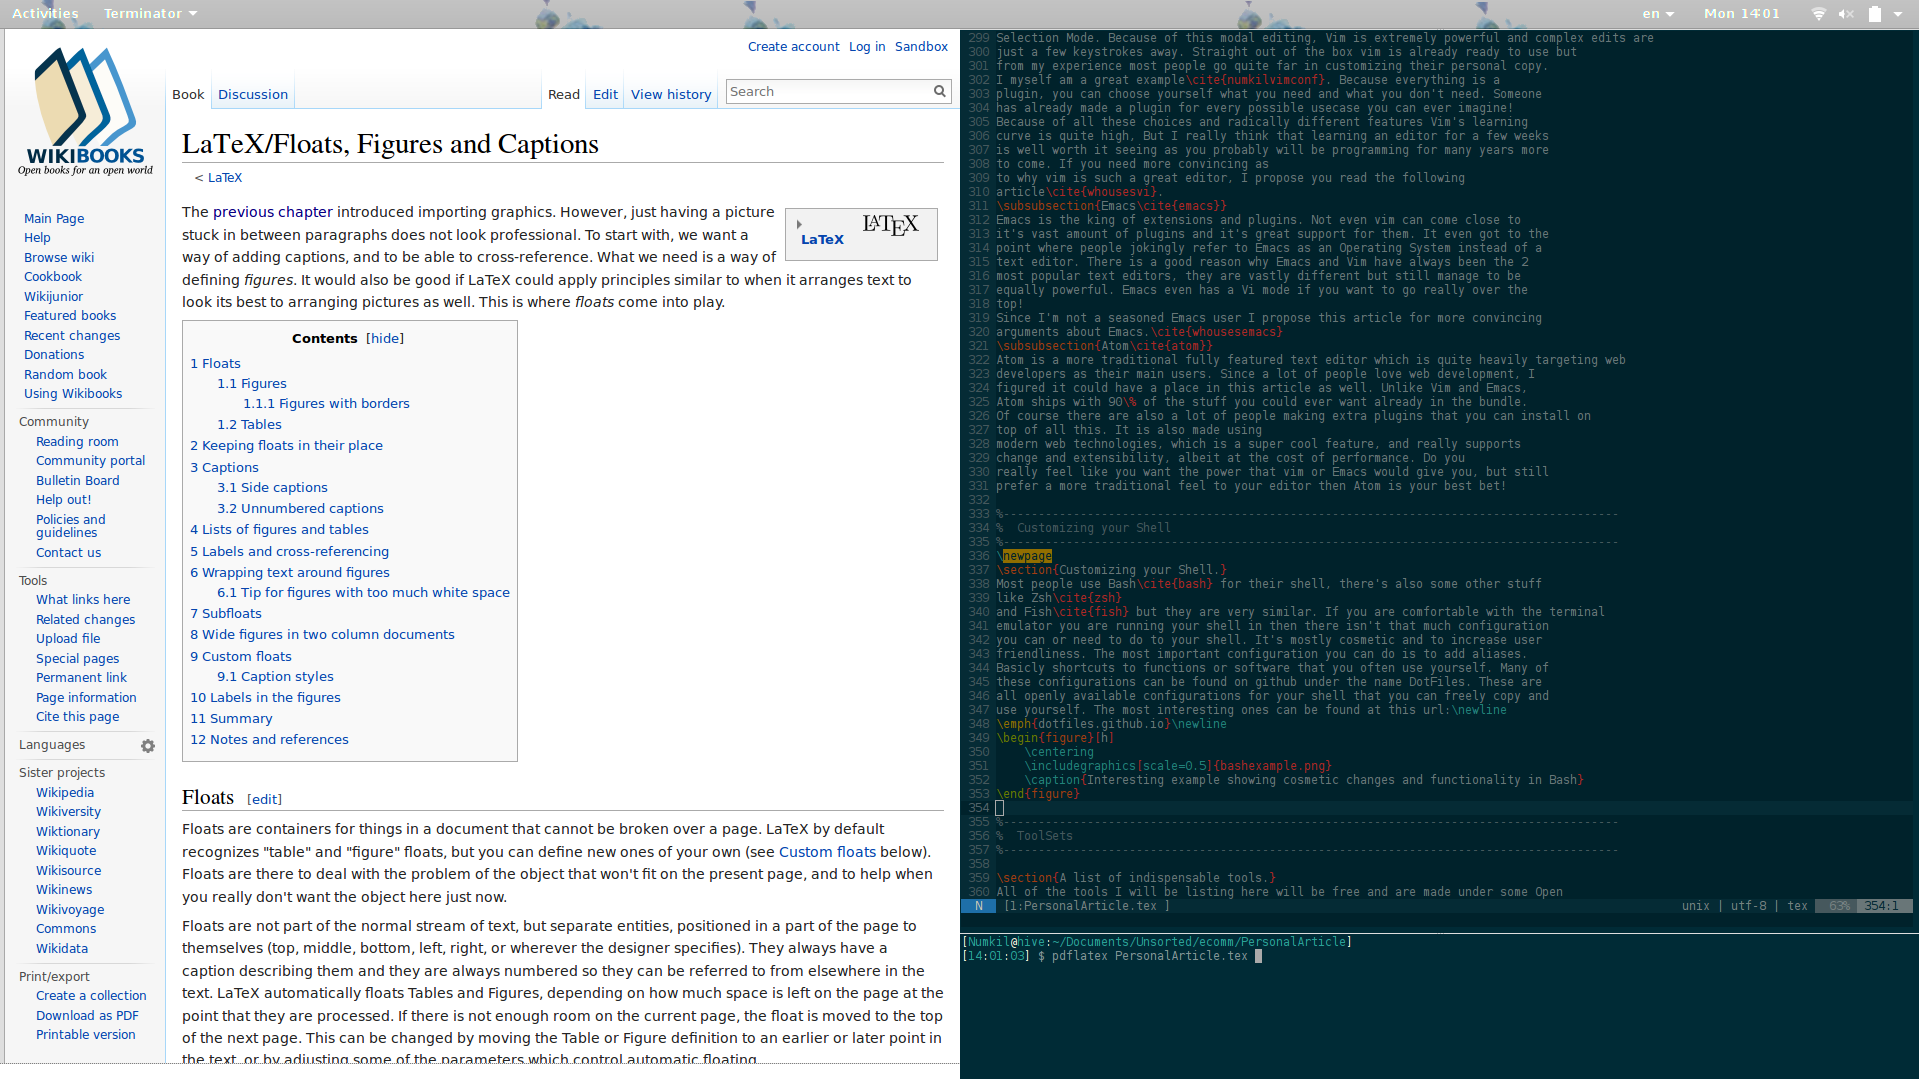 Activities
Terminator
en
Mon 14:01
WIKIBOOKS
Open books for an open world
Main Page
Help
Browse wiki
Cookbook
Wikijunior
Featured books
Recent changes
Donations
Random book
Using Wikibooks
Community
Reading room
Community portal
Bulletin Board
Help out!
Policies and
guidelines
Contact us
Tools
What links here
Related changes
Upload file
Special pages
Permanent link
Page information
Cite this page
Languages
Sister projects
Wikipedia
Wikiversity
Wiktionary
Wikiquote
Wikisource
Wikinews
Wikivoyage
Commons
Wikidata
Print/export
Create a collection
Download as PDF
Printable version
Create account Log in Sandbox
Book Discussion Read Edit View history Search
LaTeX/Floats, Figures and Captions
< LaTeX
The previous chapter introduced importing graphics. However, just having a picture
stuck in between paragraphs does not look professional. To start with, we want a
way of adding captions, and to be able to cross-reference. What we need is a way of
defining figures. It would also be good if LaTeX could apply principles similar to when it arranges text to
look its best to arranging pictures as well. This is where floats come into play.
LaTeX LATEX
Contents [hide]
1 Floats
1.1 Figures
1.1.1 Figures with borders
1.2 Tables
2 Keeping floats in their place
3 Captions
3.1 Side captions
3.2 Unnumbered captions
4 Lists of figures and tables
5 Labels and cross-referencing
6 Wrapping text around figures
6.1 Tip for figures with too much white space
7 Subfloats
8 Wide figures in two column documents
9 Custom floats
9.1 Caption styles
10 Labels in the figures
11 Summary
12 Notes and references
Floats [edit]
Floats are containers for things in a document that cannot be broken over a page. LaTeX by default
recognizes "table" and "figure" floats, but you can define new ones of your own (see Custom floats below).
Floats are there to deal with the problem of the object that won't fit on the present page, and to help when
you really don't want the object here just now.
Floats are not part of the normal stream of text, but separate entities, positioned in a part of the page to
themselves (top, middle, bottom, left, right, or wherever the designer specifies). They always have a
caption describing them and they are always numbered so they can be referred to from elsewhere in the
text. LaTeX automatically floats Tables and Figures, depending on how much space is left on the page at the
point that they are processed. If there is not enough room on the current page, the float is moved to the top
of the next page. This can be changed by moving the Table or Figure definition to an earlier or later point in
the text, or by adjusting some of the parameters which control automatic floating.
299 Selection Mode. Because of this modal editing, Vim is extremely powerful and complex edits are
300 just a few keystrokes away. Straight out of the box vim is already ready to use but
301 from my experience most people go quite far in customizing their personal copy.
302 I myself am a great example\cite{numkilvimconf}. Because everything is a
303 plugin, you can choose yourself what you need and what you don't need. Someone
304 has already made a plugin for every possible usecase you can ever imagine!
305 Because of all these choices and radically different features Vim's learning
306 curve is quite high, But I really think that learning an editor for a few weeks
307 is well worth it seeing as you probably will be programming for many years more
308 to come. If you need more convincing as
309 to why vim is such a great editor, I propose you read the following
310 article\cite{whousesvi}.
311 \subsubsection{Emacs\cite{emacs}}
312 Emacs is the king of extensions and plugins. Not even vim can come close to
313 it's vast amount of plugins and it's great support for them. It even got to the
314 point where people jokingly refer to Emacs as an Operating System instead of a
315 text editor. There is a good reason why Emacs and Vim have always been the 2
316 most popular text editors, they are vastly different but still manage to be
317 equally powerful. Emacs even has a Vi mode if you want to go really over the
318 top!
319 Since I'm not a seasoned Emacs user I propose this article for more convincing
320 arguments about Emacs.\cite{whousesemacs}
321 \subsubsection{Atom\cite{atom}}
322 Atom is a more traditional fully featured text editor which is quite heavily targeting web
323 developers as their main users. Since a lot of people love web development, I
324 figured it could have a place in this article as well. Unlike Vim and Emacs,
325 Atom ships with 90\% of the stuff you could ever want already in the bundle.
326 Of course there are also a lot of people making extra plugins that you can install on
327 top of all this. It is also made using
328 modern web technologies, which is a super cool feature, and really supports
329 change and extensibility, albeit at the cost of performance. Do you
330 really feel like you want the power that vim or Emacs would give you, but still
331 prefer a more traditional feel to your editor then Atom is your best bet!
332
333 %----------------------------------------------------------------------------------------
334 % Customizing your Shell
335 %----------------------------------------------------------------------------------------
336 \newpage
337 \section{Customizing your Shell.}
338 Most people use Bash\cite{bash} for their shell, there's also some other stuff
339 like Zsh\cite{zsh}
340 and Fish\cite{fish} but they are very similar. If you are comfortable with the terminal
341 emulator you are running your shell in then there isn't that much configuration
342 you can or need to do to your shell. It's mostly cosmetic and to increase user
343 friendliness. The most important configuration you can do is to add aliases.
344 Basicly shortcuts to functions or software that you often use yourself. Many of
345 these configurations can be found on github under the name DotFiles. These are
346 all openly available configurations for your shell that you can freely copy and
347 use yourself. The most interesting ones can be found at this url:\newline
348 \emph{dotfiles.github.io}\newline
349 \begin{figure}[h]
350 \centering
351 \includegraphics[scale=0.5]{bashexample.png}
352 \caption{Interesting example showing cosmetic changes and functionality in Bash}
353 \end{figure}
354
355 %----------------------------------------------------------------------------------------
356 % ToolSets
357 %----------------------------------------------------------------------------------------
358
359 \section{A list of indispensable tools.}
360 All of the tools I will be listing here will be free and are made under some Open
N [1:PersonalArticle.tex ] unix | utf-8 | tex 63% 354:1
[Numkil@hive:~/Documents/Unsorted/ecomm/PersonalArticle]
[14:01:03] $ pdflatex PersonalArticle.tex